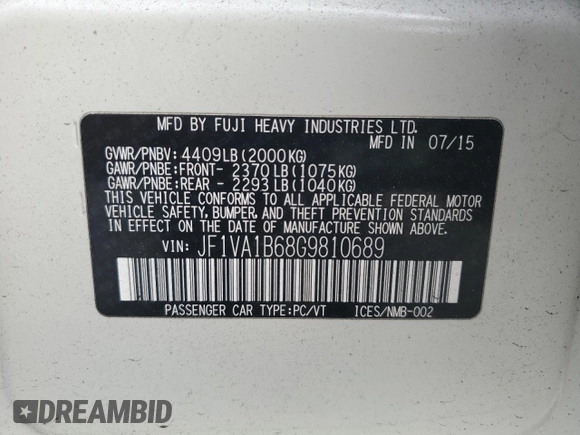 MFD BY FUJI HEAVY INDUSTRIES LTD.
MFD IN 07/15
GVWR/PNBV: 4409LB(2000KG)
GAWR/PNBE:FRONT- 2370LB(1075KG)
GAWR/PNBE:REAR - 2293LB(1040KG)
THIS VEHICLE CONFORMS TO ALL APPLICABLE FEDERAL MOTOR
VEHICLE SAFETY, BUMPER, AND THEFT PREVENTION STANDARDS
IN EFFECT ON THE DATE OF MANUFACTURE SHOWN ABOVE.
VIN: JF1VA1B68G9810689
PASSENGER CAR TYPE:PC/VT ICES/NMB-002
DREAMBID